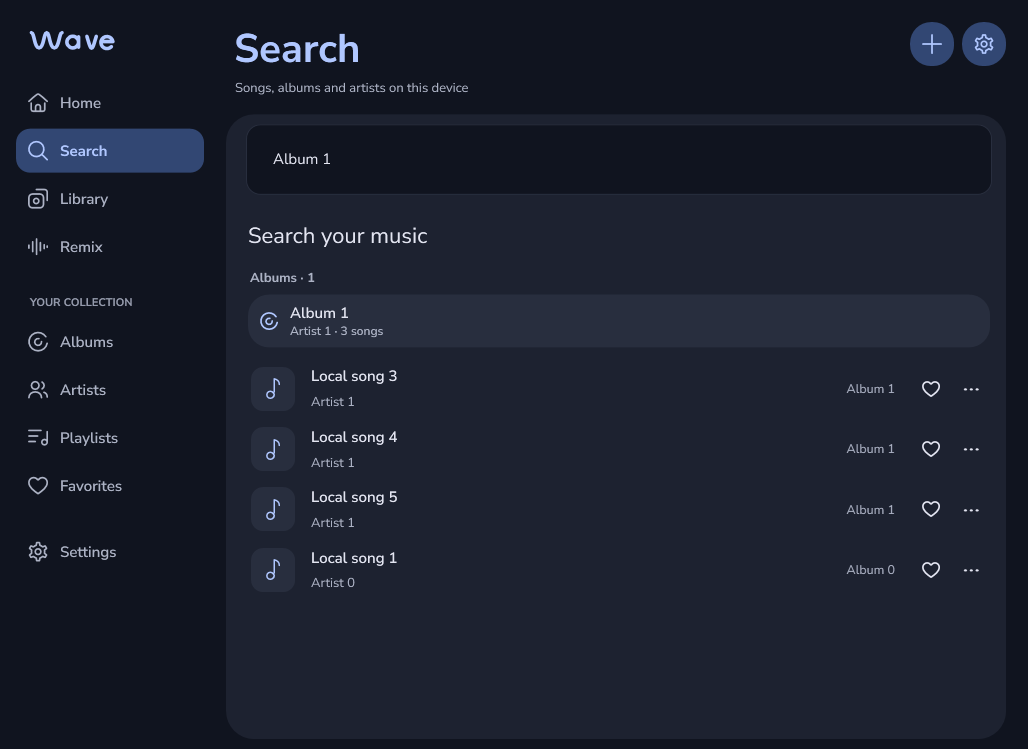 Wave
Search
Songs, albums and artists on this device
Home
Search
Library
Remix
YOUR COLLECTION
Albums
Artists
Playlists
Favorites
Settings
Album 1
Search your music
Albums · 1
Album 1
Artist 1 · 3 songs
Local song 3
Artist 1
Album 1
Local song 4
Artist 1
Album 1
Local song 5
Artist 1
Album 1
Local song 1
Artist 0
Album 0